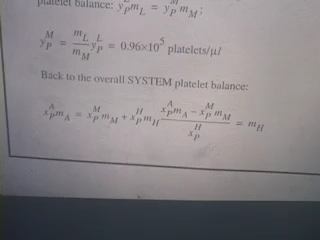 platelet balance: y_P^L m_L = y_P^M m_M;
y_P^M = m_L/m_M y_P^L = 0.96×10^5 platelets/μl
Back to the overall SYSTEM platelet balance:
x_P^A m_A = x_P^M m_M + x_P^H m_H (x_P^A m_A − x_P^M m_M)/x_P^H = m_H